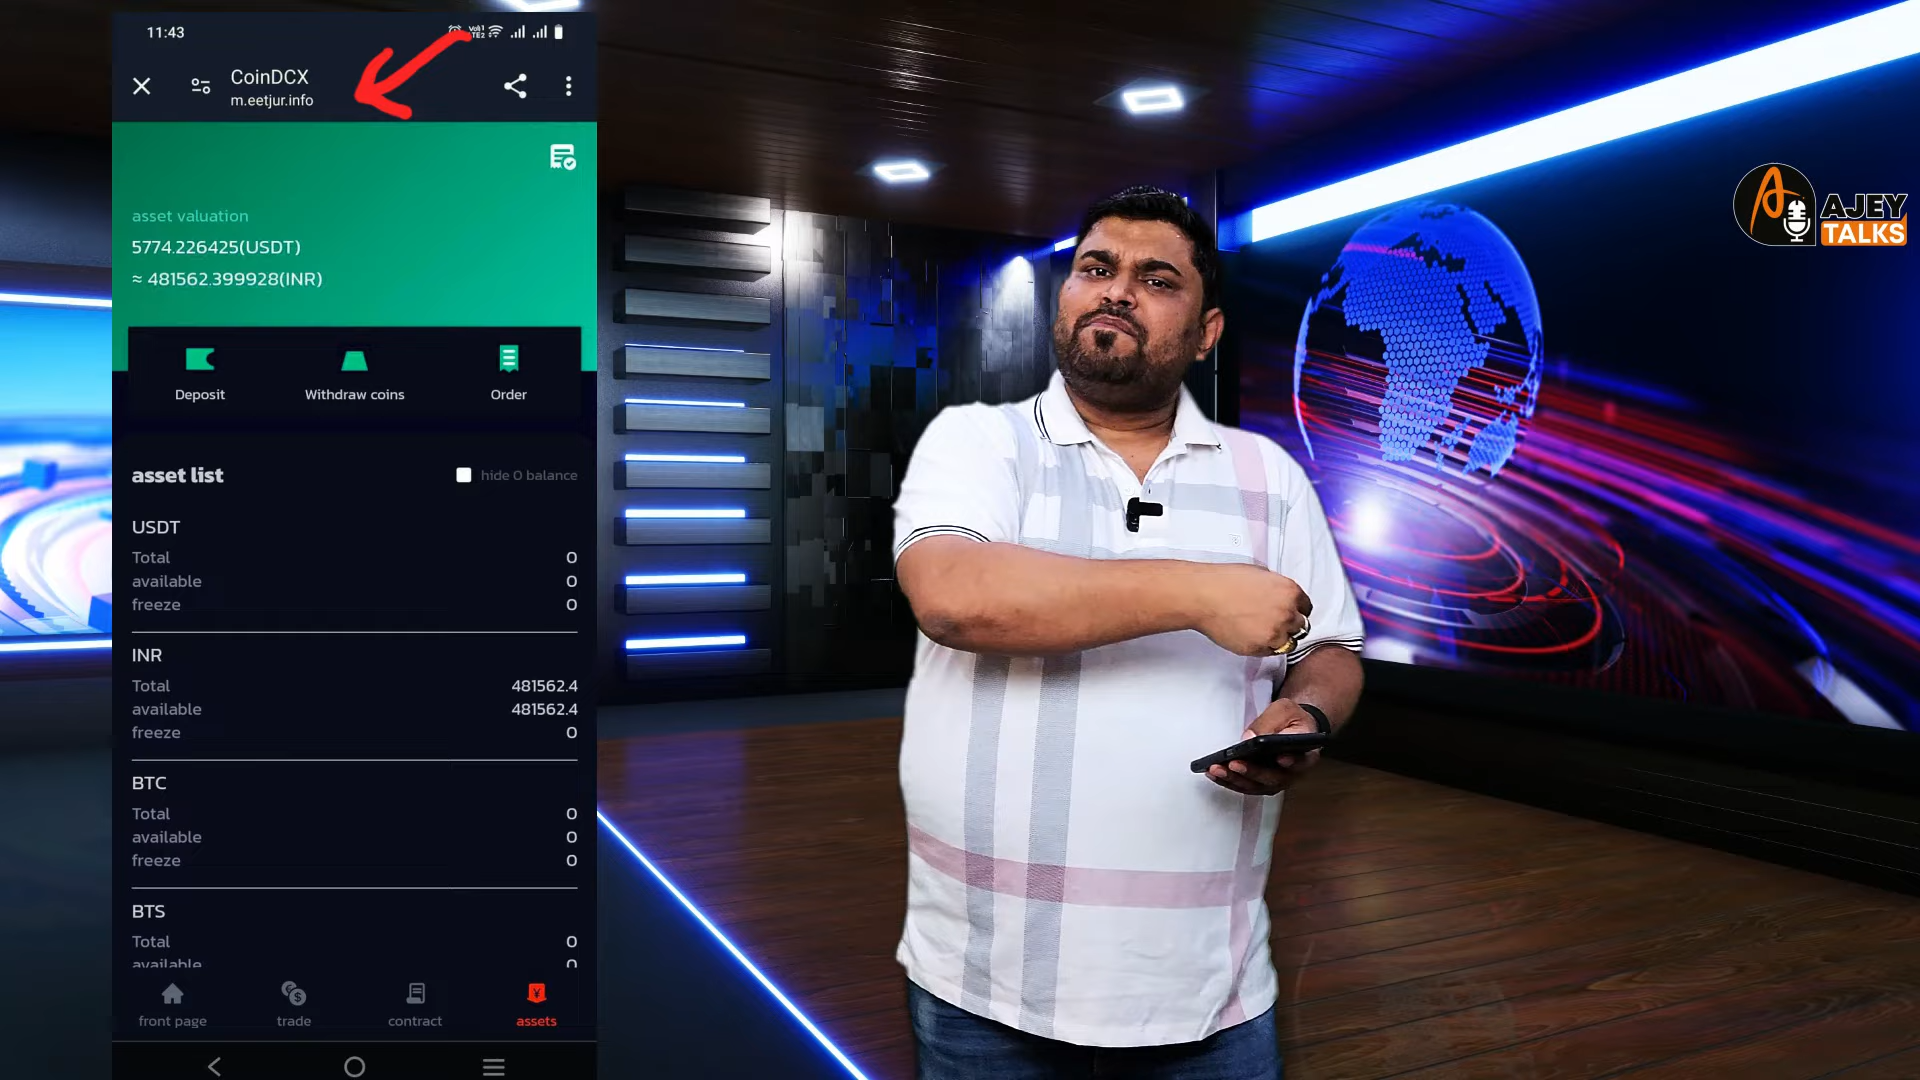 11:43
CoinDCX
m.eetjur.info
asset valuation
5774.226425(USDT)
≈ 481562.399928(INR)
Deposit
Withdraw coins
Order
asset list
hide 0 balance
USDT
Total 0
available 0
freeze 0
INR
Total 481562.4
available 481562.4
freeze 0
BTC
Total 0
available 0
freeze 0
BTS
Total 0
available 0
front page
trade
contract
assets
AJEY
TALKS